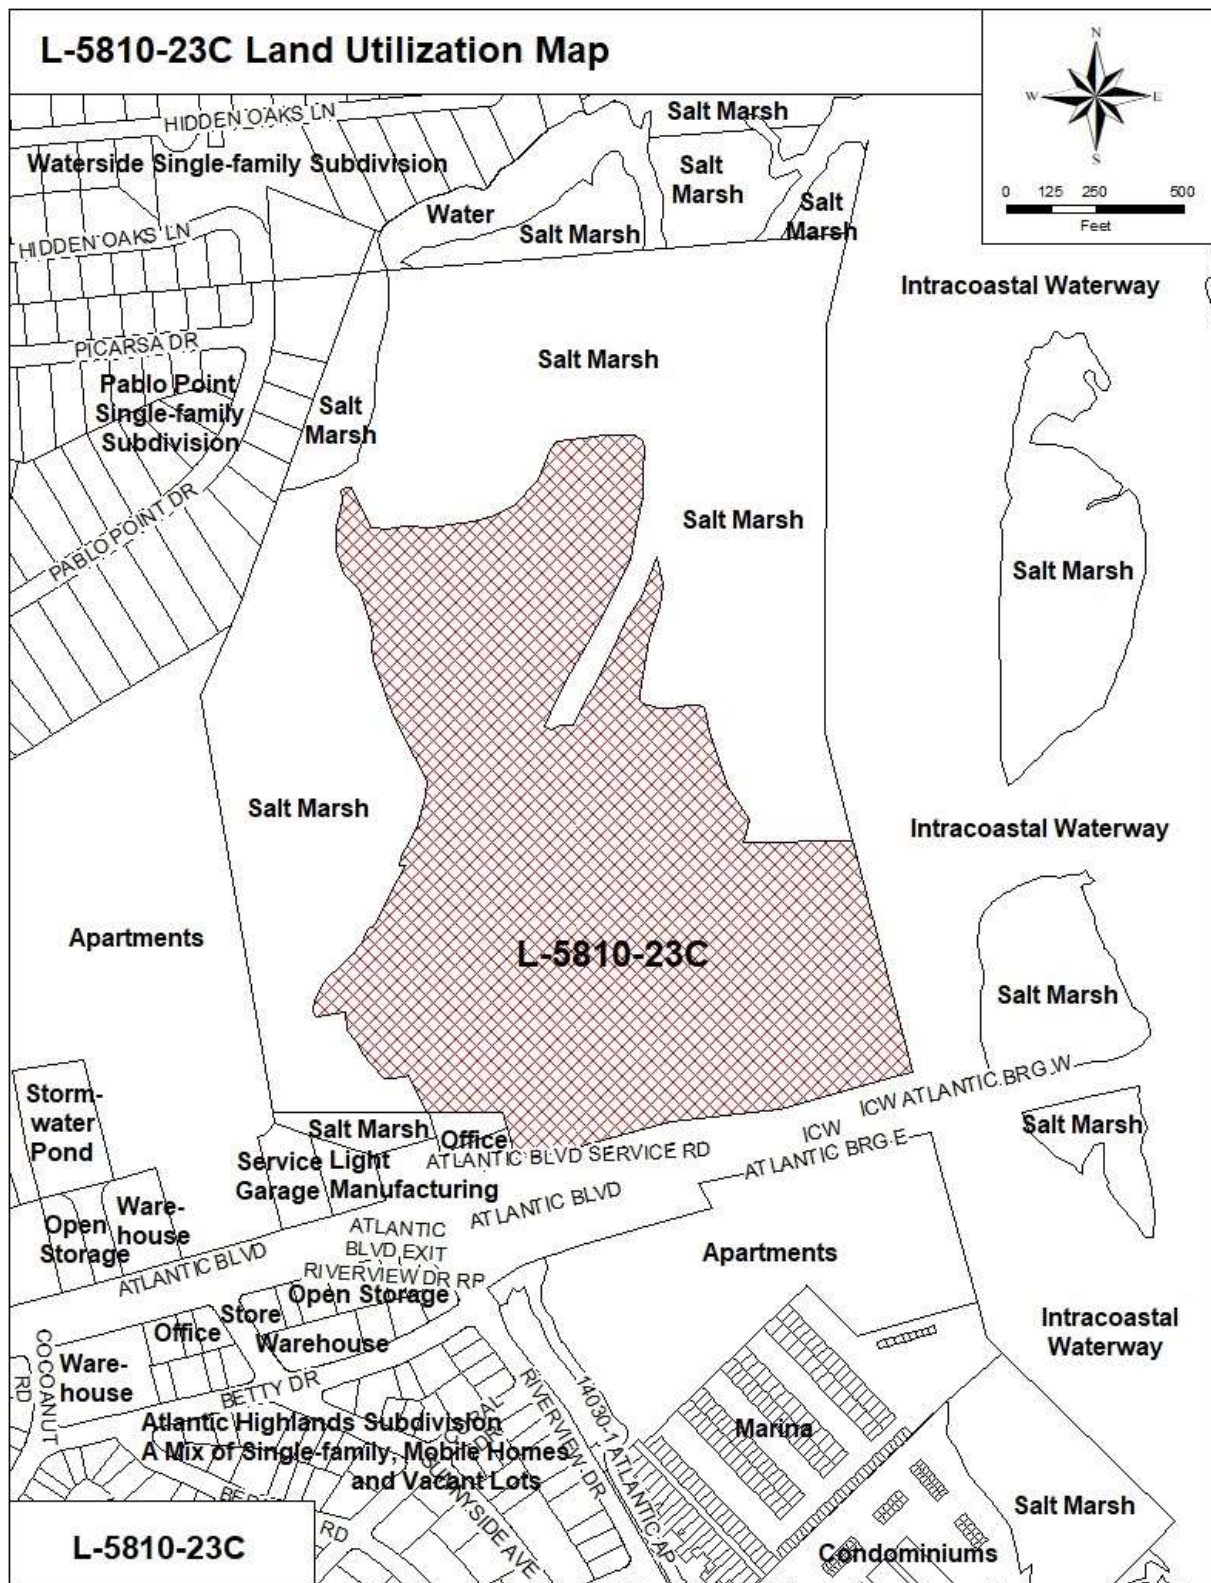 L-5810-23C Land Utilization Map
N
W
E
S
0 125 250 500
Feet
HIDDEN OAKS LN
Salt Marsh
Waterside Single-family Subdivision
Salt
Marsh
Water
Salt Marsh
Salt
Marsh
HIDDEN OAKS LN
Intracoastal Waterway
PICARSA DR
Salt Marsh
Pablo Point
Single-family
Subdivision
Salt
Marsh
PABLO POINT DR
Salt Marsh
Salt Marsh
Salt Marsh
Intracoastal Waterway
Apartments
L-5810-23C
Salt Marsh
Storm-
water
Pond
ICW ATLANTIC BRG W
Salt Marsh
Office
Salt Marsh
ICW
ATLANTIC BRG E
ATLANTIC BLVD SERVICE RD
Service
Garage
Light
Manufacturing
Ware-
house
Open
Storage
ATLANTIC BLVD
ATLANTIC
BLVD EXIT
RIVERVIEW DR RP
ATLANTIC BLVD
Apartments
Open Storage
Store
Office
Warehouse
Intracoastal
Waterway
COCOANUT
RD
Ware-
house
BETTY DR
Atlantic Highlands Subdivision
A Mix of Single-family, Mobile Homes
and Vacant Lots
RIVERVIEW DR
14030-1 ATLANTIC AP
SUNNYSIDE AVE
Marina
Salt Marsh
RD
Condominiums
L-5810-23C